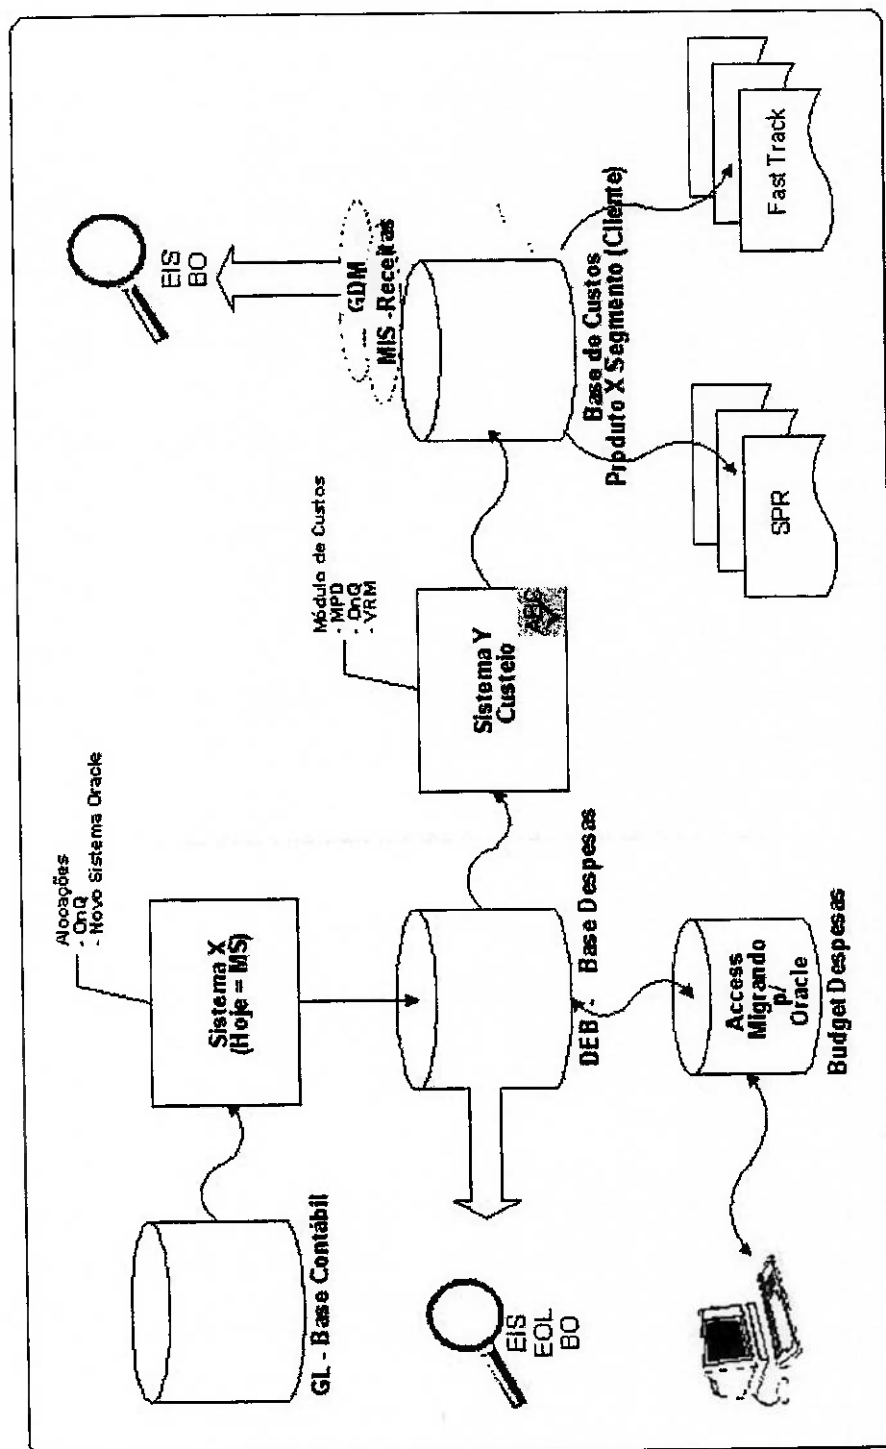 Alocações
- OnQ
- Novo Sistema Oracle
Sistema X
(Hoje = MS)
GL - Base Contábil
EIS
EOL
BO
DEB - Base Despesas
Access
Migrando
p/
Oracle
Budget Despesas
Módulo de Custos
- MPD
- OnQ
- VRM
Sistema Y
Custeio
ABC
EIS
BO
GDM
MIS -Receitas
Base de Custos
Produto X Segmento (Cliente)
SPR
Fast Track